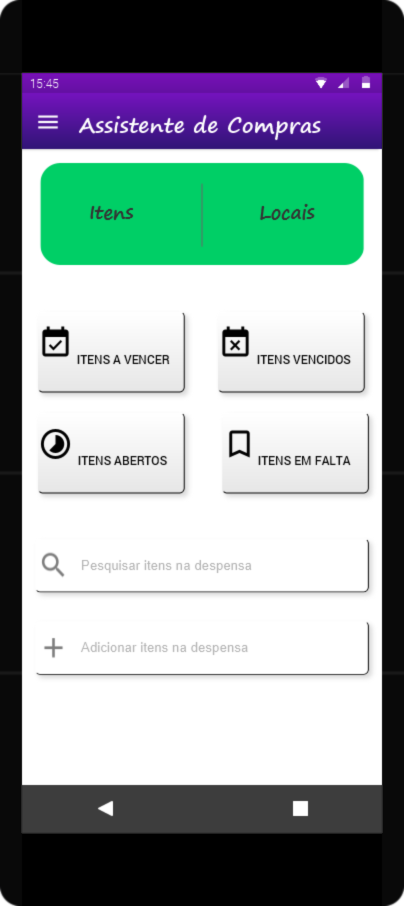 15:45
Assistente de Compras
Itens
Locais
ITENS A VENCER
ITENS VENCIDOS
ITENS ABERTOS
ITENS EM FALTA
Pesquisar itens na despensa
Adicionar itens na despensa